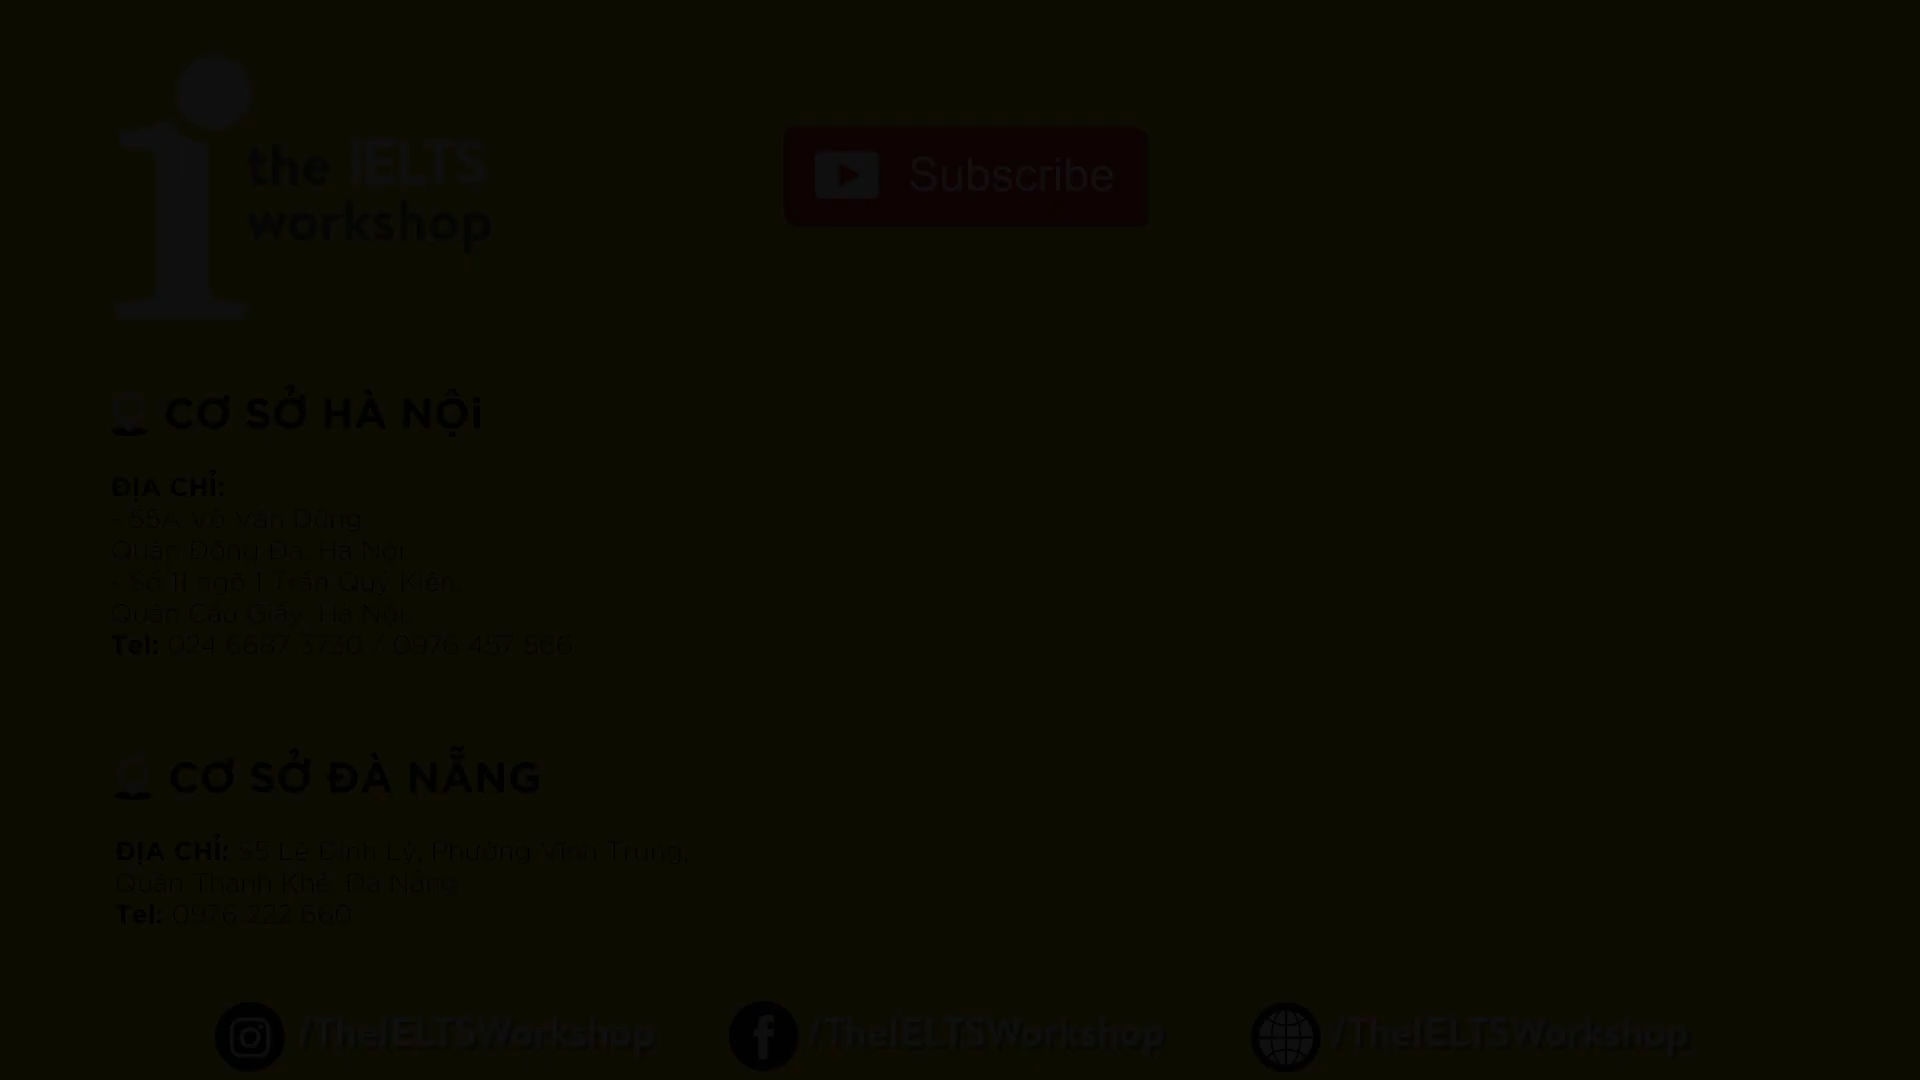 the IELTS
workshop
Subscribe
CƠ SỞ HÀ NỘi
ĐỊA CHỈ:
- 55A Võ Văn Dũng
Quận Đống Đa, Hà Nội
- Số 11 ngõ 1 Trần Quý Kiên,
Quận Cầu Giấy, Hà Nội
Tel: 024 6687 3730 / 0976 457 566
CƠ SỞ ĐÀ NẴNG
ĐỊA CHỈ: 55 Lê Đình Lý, Phường Vĩnh Trung,
Quận Thanh Khê, Đà Nẵng
Tel: 0976 222 660
/TheIELTSWorkshop
/TheIELTSWorkshop
/TheIELTSWorkshop